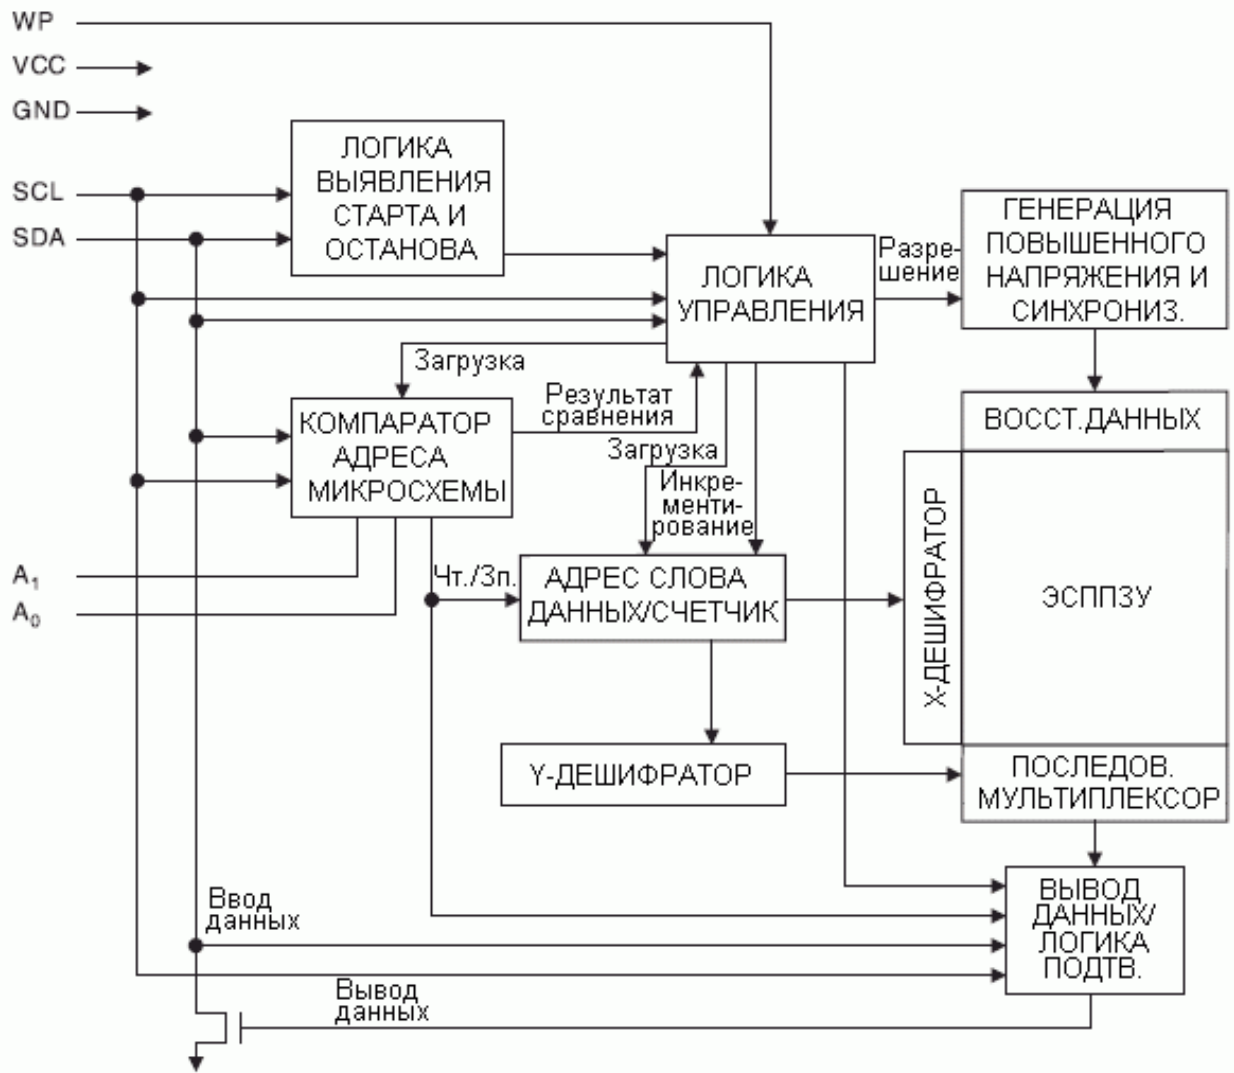 WP
VCC
GND
SCL
SDA
ЛОГИКА
ВЫЯВЛЕНИЯ
СТАРТА И
ОСТАНОВА
ЛОГИКА
УПРАВЛЕНИЯ
Разре-
шение
ГЕНЕРАЦИЯ
ПОВЫШЕННОГО
НАПРЯЖЕНИЯ И
СИНХРОНИЗ.
Загрузка
Результат
сравнения
КОМПАРАТОР
АДРЕСА
МИКРОСХЕМЫ
Загрузка
Инкре-
менти-
рование
ВОССТ.ДАННЫХ
X-ДЕШИФРАТОР
ЭСППЗУ
A1
A0
Чт./Зп.
АДРЕС СЛОВА
ДАННЫХ/СЧЕТЧИК
Y-ДЕШИФРАТОР
ПОСЛЕДОВ.
МУЛЬТИПЛЕКСОР
Ввод
данных
ВЫВОД
ДАННЫХ/
ЛОГИКА
ПОДТВ.
Вывод
данных